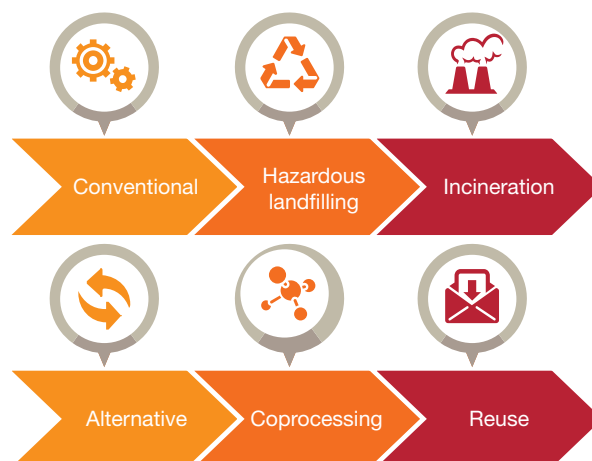 Conventional
Hazardous
landfilling
Incineration
Alternative
Coprocessing
Reuse